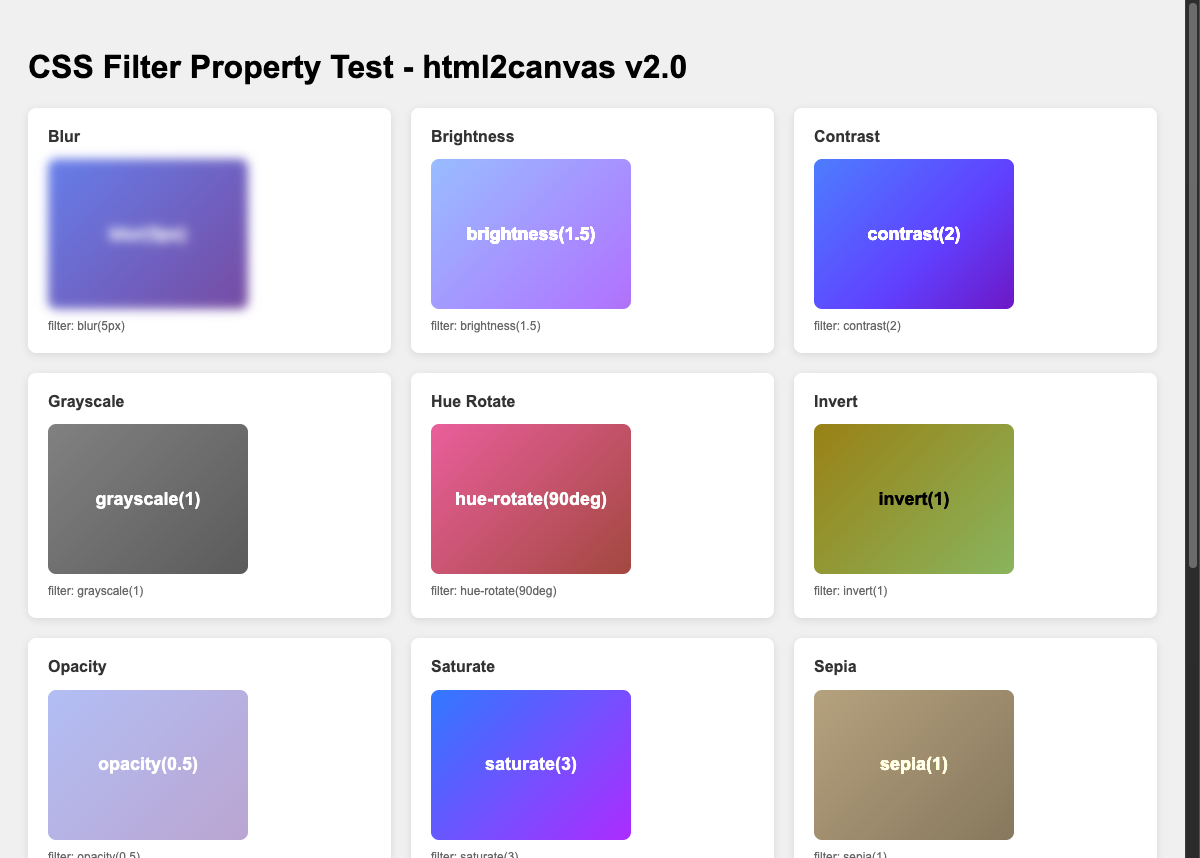 CSS Filter Property Test - html2canvas v2.0
Blur
blur(5px)
filter: blur(5px)
Brightness
brightness(1.5)
filter: brightness(1.5)
Contrast
contrast(2)
filter: contrast(2)
Grayscale
grayscale(1)
filter: grayscale(1)
Hue Rotate
hue-rotate(90deg)
filter: hue-rotate(90deg)
Invert
invert(1)
filter: invert(1)
Opacity
opacity(0.5)
filter: opacity(0.5)
Saturate
saturate(3)
filter: saturate(3)
Sepia
sepia(1)
filter: sepia(1)